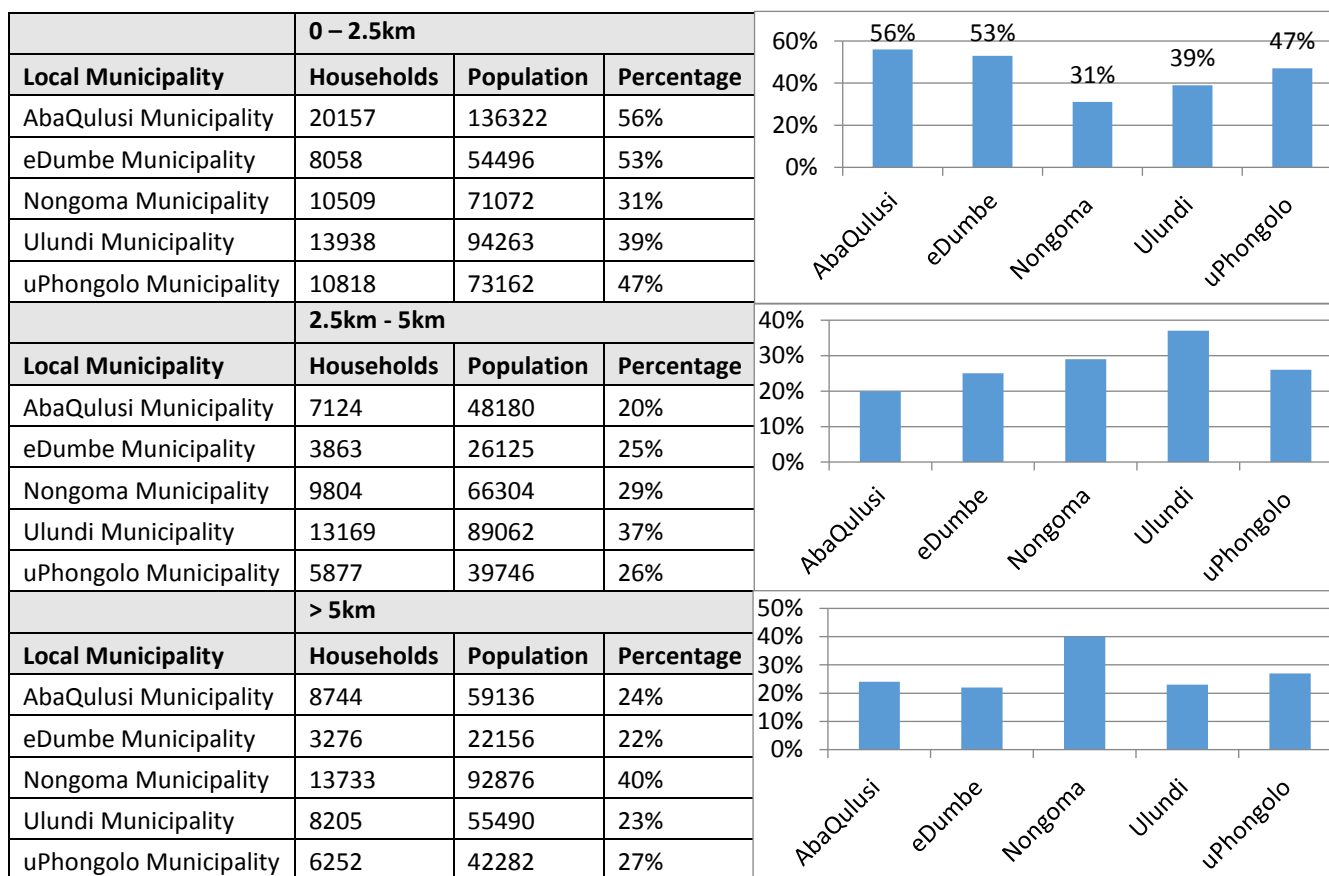 0 – 2.5km
Local Municipality Households Population Percentage
AbaQulusi Municipality 20157 136322 56%
eDumbe Municipality 8058 54496 53%
Nongoma Municipality 10509 71072 31%
Ulundi Municipality 13938 94263 39%
uPhongolo Municipality 10818 73162 47%
60%
40%
20%
0%
56% 53% 31% 39% 47%
AbaQulusi eDumbe Nongoma Ulundi uPhongolo
2.5km - 5km
Local Municipality Households Population Percentage
AbaQulusi Municipality 7124 48180 20%
eDumbe Municipality 3863 26125 25%
Nongoma Municipality 9804 66304 29%
Ulundi Municipality 13169 89062 37%
uPhongolo Municipality 5877 39746 26%
40%
30%
20%
10%
0%
AbaQulusi eDumbe Nongoma Ulundi uPhongolo
> 5km
Local Municipality Households Population Percentage
AbaQulusi Municipality 8744 59136 24%
eDumbe Municipality 3276 22156 22%
Nongoma Municipality 13733 92876 40%
Ulundi Municipality 8205 55490 23%
uPhongolo Municipality 6252 42282 27%
50%
40%
30%
20%
10%
0%
AbaQulusi eDumbe Nongoma Ulundi uPhongolo